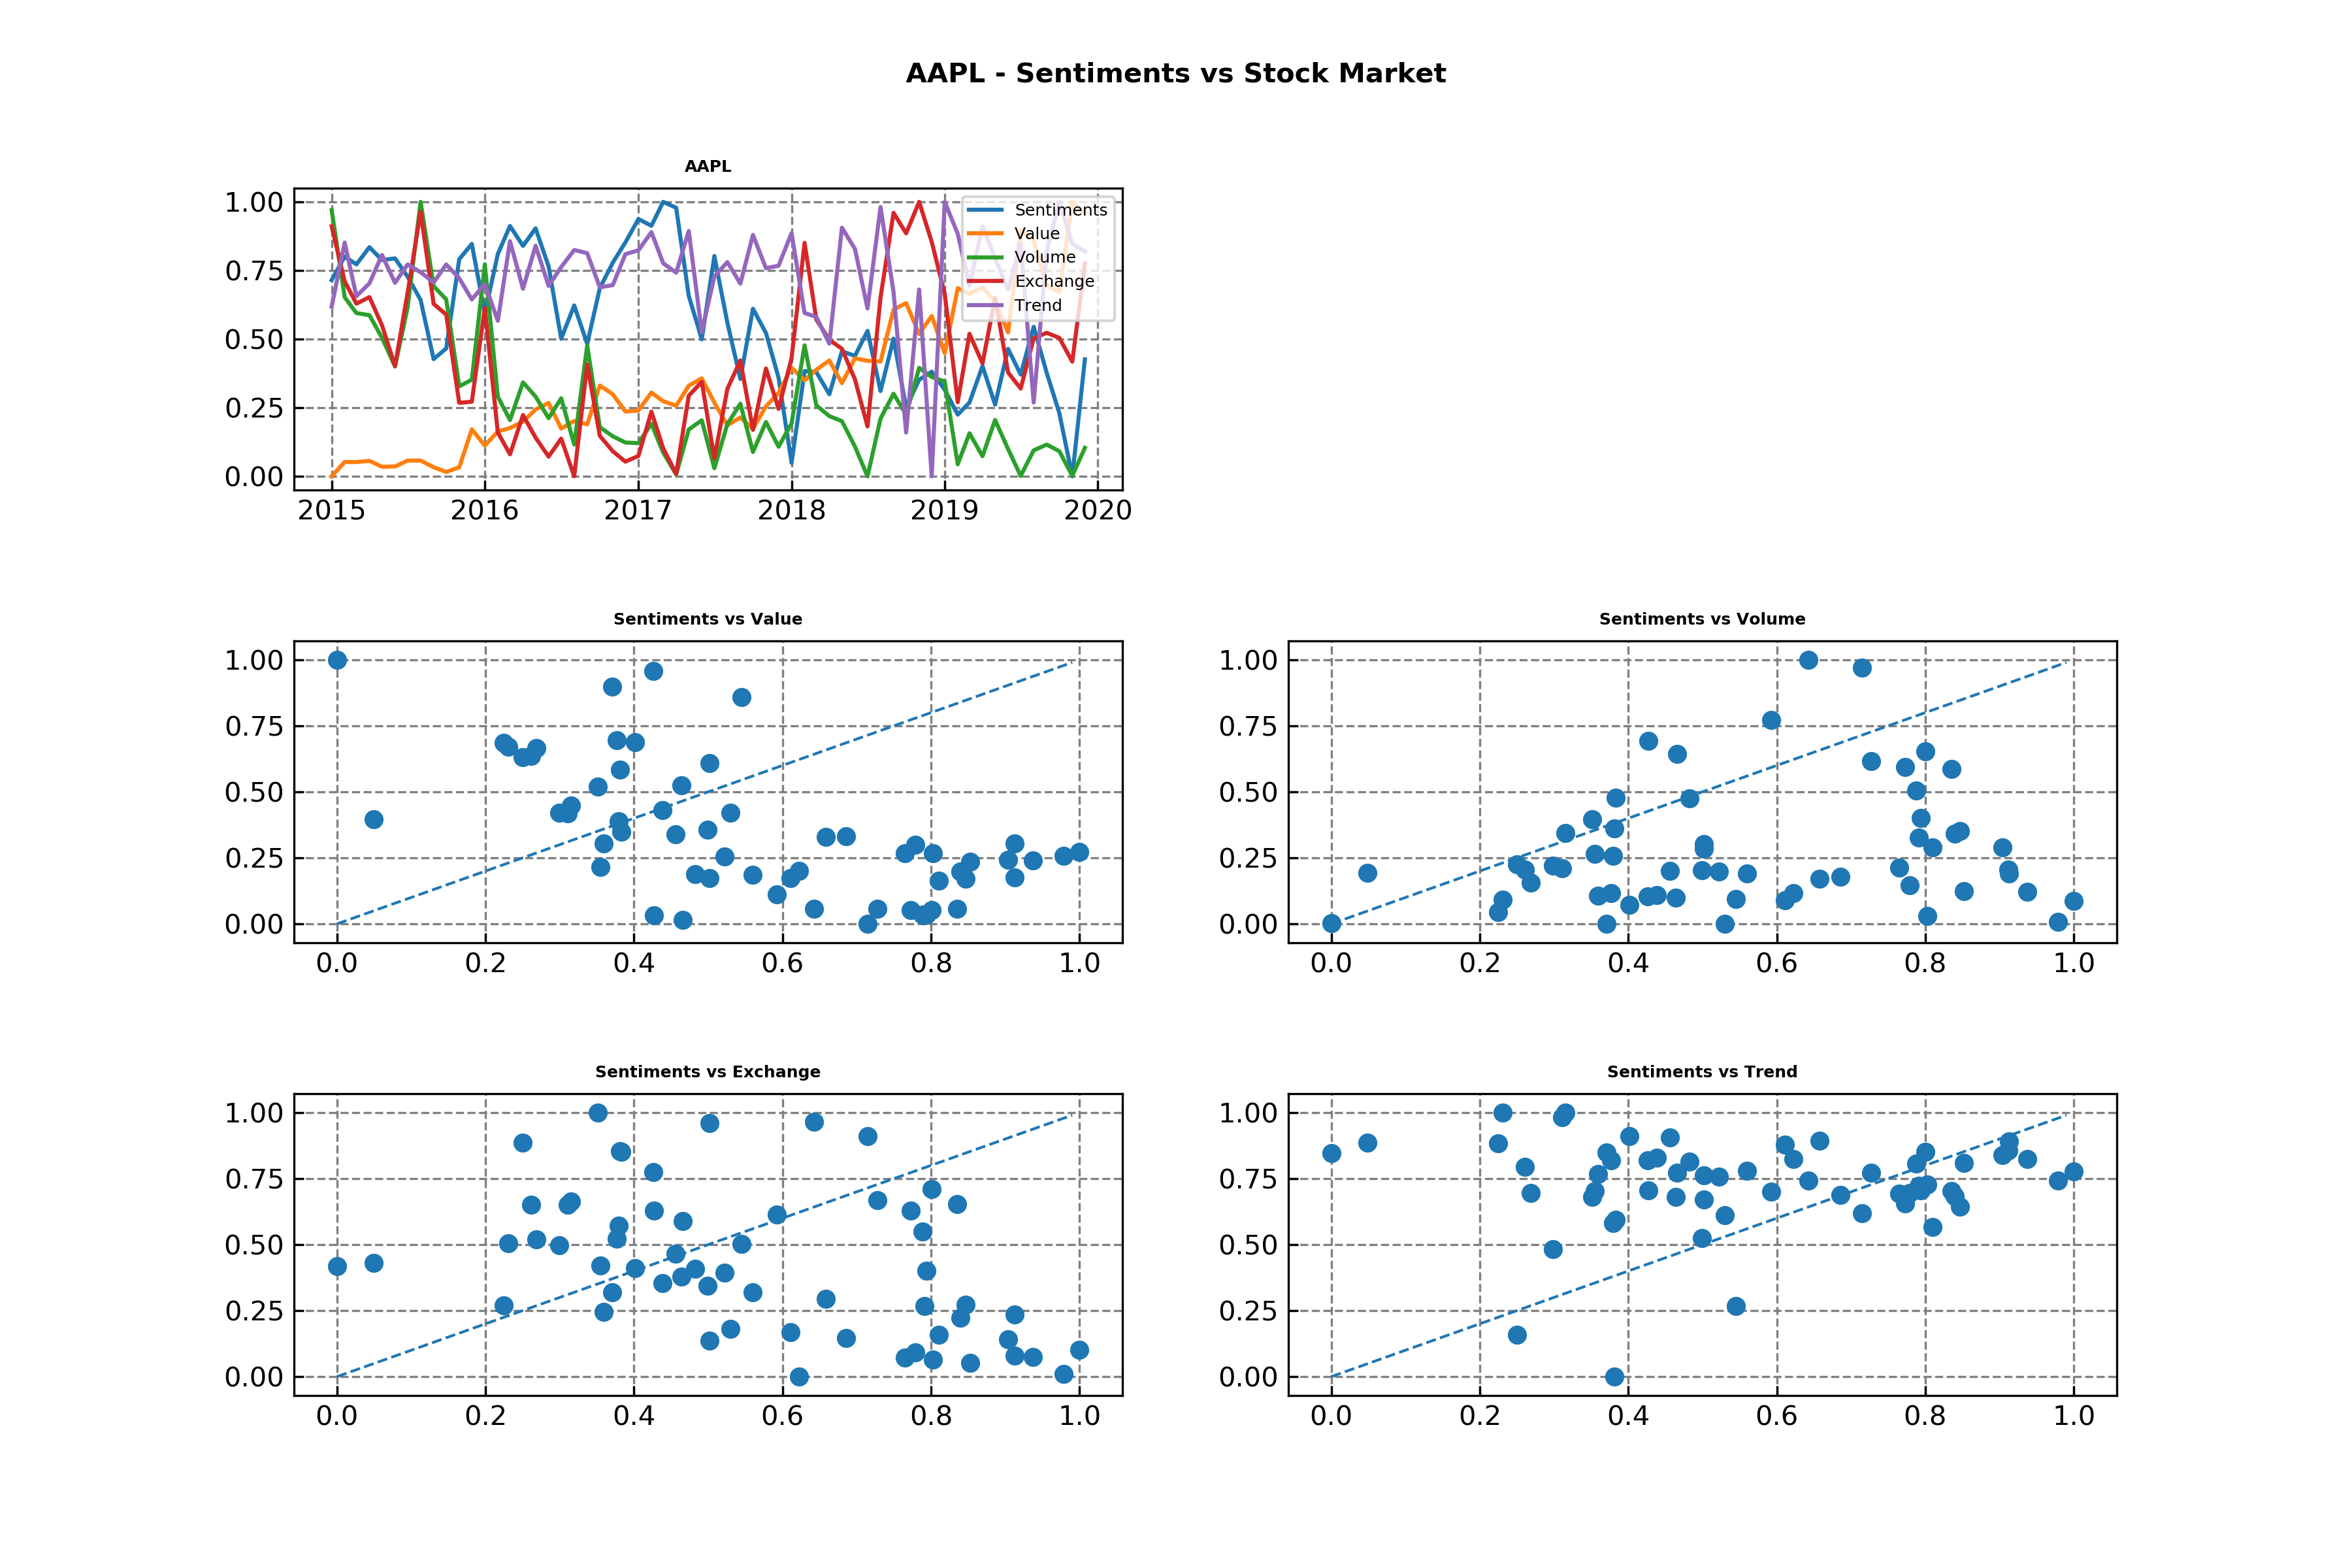 AAPL - Sentiments vs Stock Market
AAPL
1.00
0.75
0.50
0.25
0.00
2015 2016 2017 2018 2019 2020
Sentiments
Value
Volume
Exchange
Trend
Sentiments vs Value
1.00
0.75
0.50
0.25
0.00
0.0 0.2 0.4 0.6 0.8 1.0
Sentiments vs Volume
1.00
0.75
0.50
0.25
0.00
0.0 0.2 0.4 0.6 0.8 1.0
Sentiments vs Exchange
1.00
0.75
0.50
0.25
0.00
0.0 0.2 0.4 0.6 0.8 1.0
Sentiments vs Trend
1.00
0.75
0.50
0.25
0.00
0.0 0.2 0.4 0.6 0.8 1.0